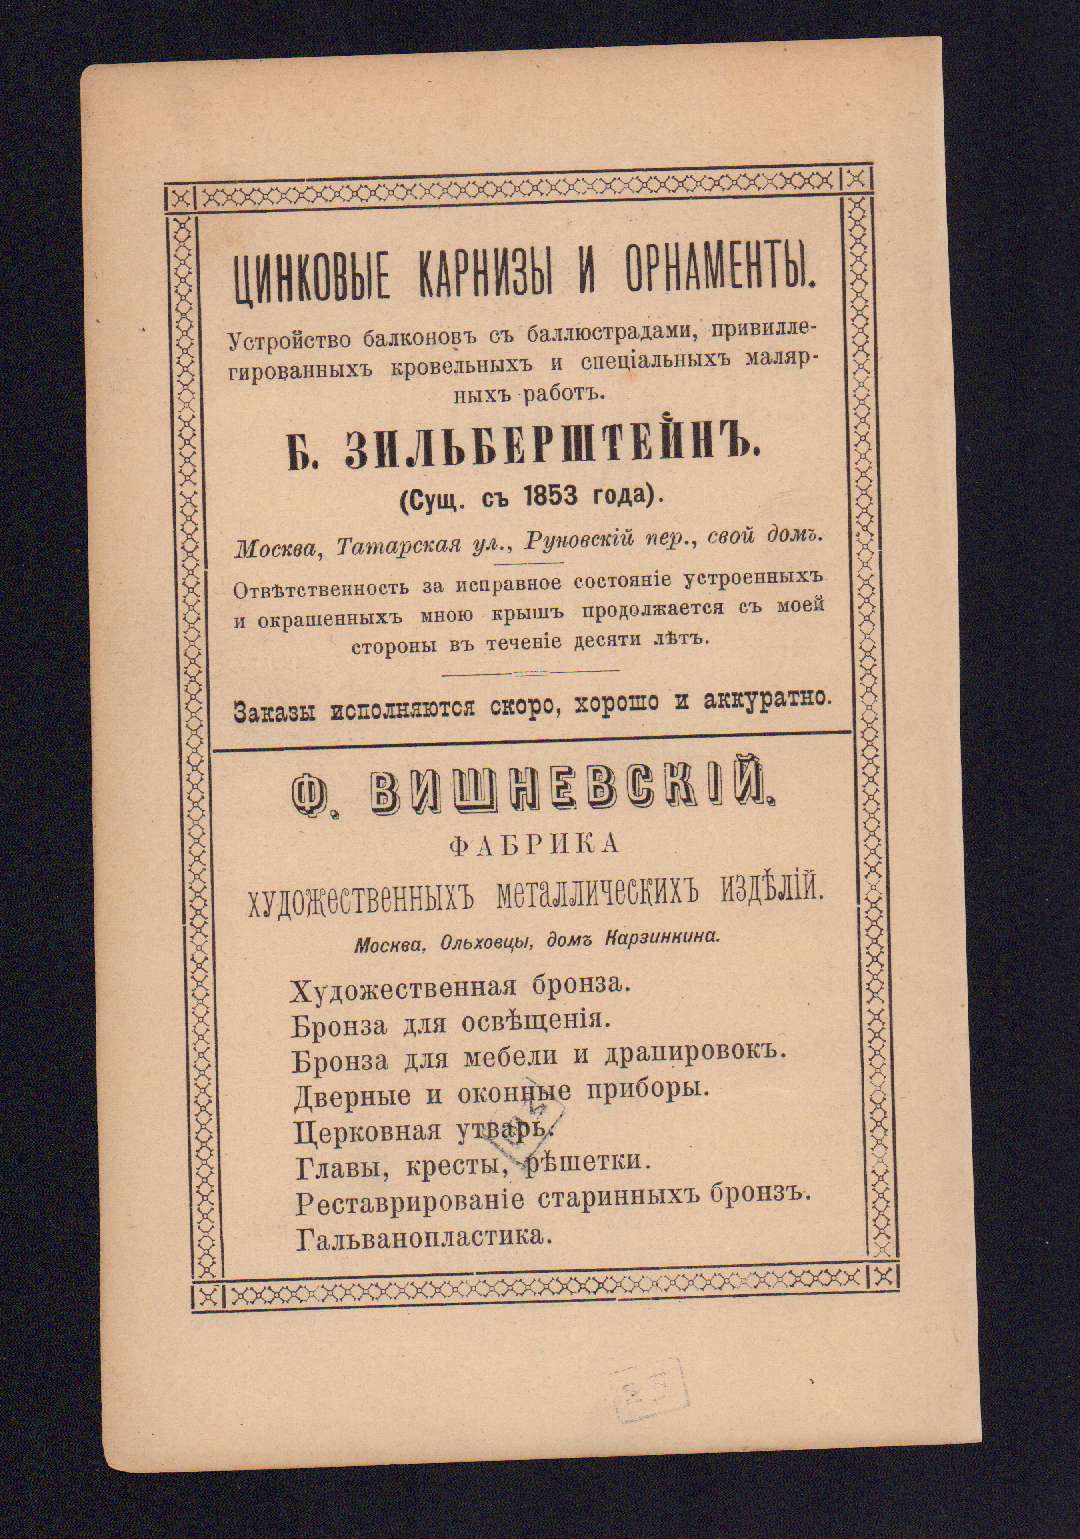 ЦИНКОВЫЕ КАРНИЗЫ И ОРНАМЕНТЫ.
Устройство балконовъ съ баллюстрадами, привилле-
гированныхъ кровельныхъ и спеціальныхъ маляр-
ныхъ работъ.
Б. ЗИЛЬБЕРШТЕЙНЪ.
(Сущ. съ 1853 года).
Москва, Татарская ул., Руновскій пер., свой домъ.
Отвѣтственность за исправное состояніе устроенныхъ
и окрашенныхъ мною крышъ продолжается съ моей
стороны въ теченіе десяти лѣтъ.
Заказы исполняются скоро, хорошо и аккуратно.
Ф. ВИШНЕВСКІЙ.
ФАБРИКА
ХУДОЖЕСТВЕННЫХЪ МЕТАЛЛИЧЕСКИХЪ ИЗДѢЛІЙ.
Москва, Ольховцы, домъ Карзинкина.
Художественная бронза.
Бронза для освѣщенія.
Бронза для мебели и драпировокъ.
Дверные и оконные приборы.
Церковная утварь.
Главы, кресты, рѣшетки.
Реставрированіе старинныхъ бронзъ.
Гальванопластика.